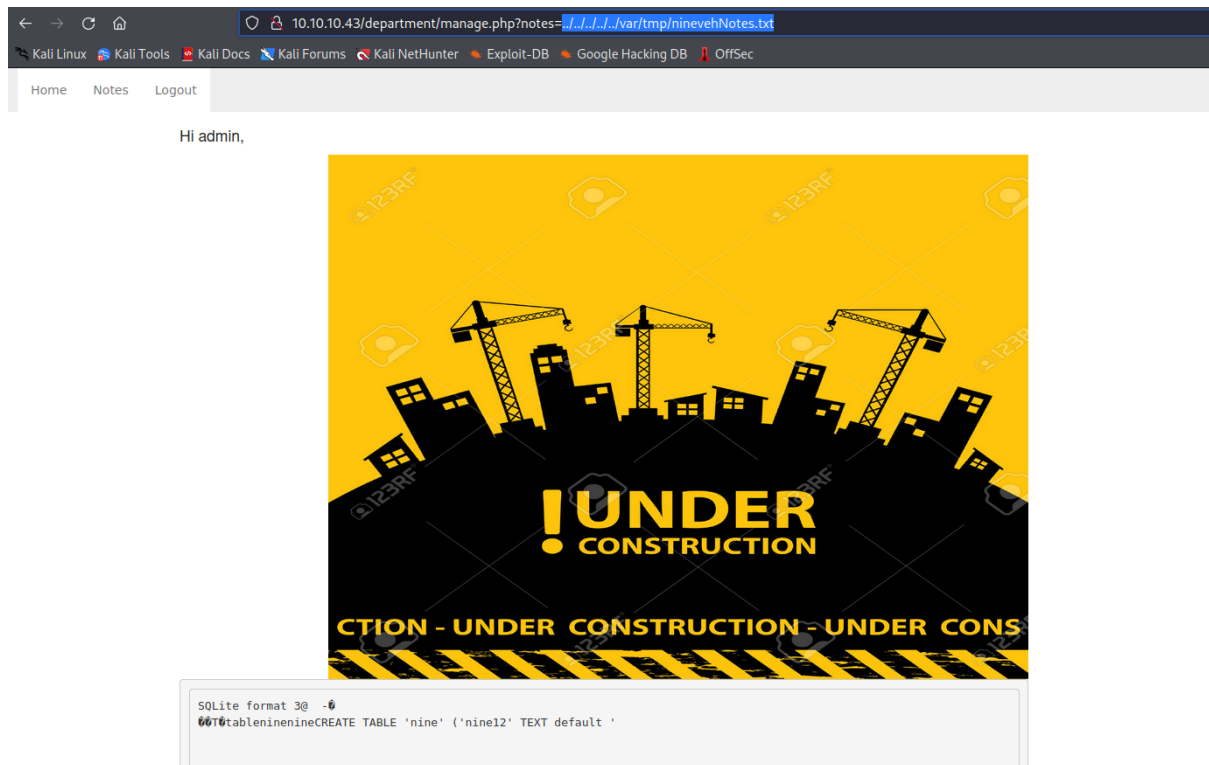 10.10.10.43/department/manage.php?notes=../../../../../var/tmp/ninevehNotes.txt
Kali Linux Kali Tools Kali Docs Kali Forums Kali NetHunter Exploit-DB Google Hacking DB OffSec
Home Notes Logout
Hi admin,
123RF
123RF
123RF
123RF
123RF
! UNDER
CONSTRUCTION
CTION - UNDER CONSTRUCTION - UNDER CONS
SQLite format 3@ -�
��T�tablenineNineCREATE TABLE 'nine' ('nine12' TEXT default '